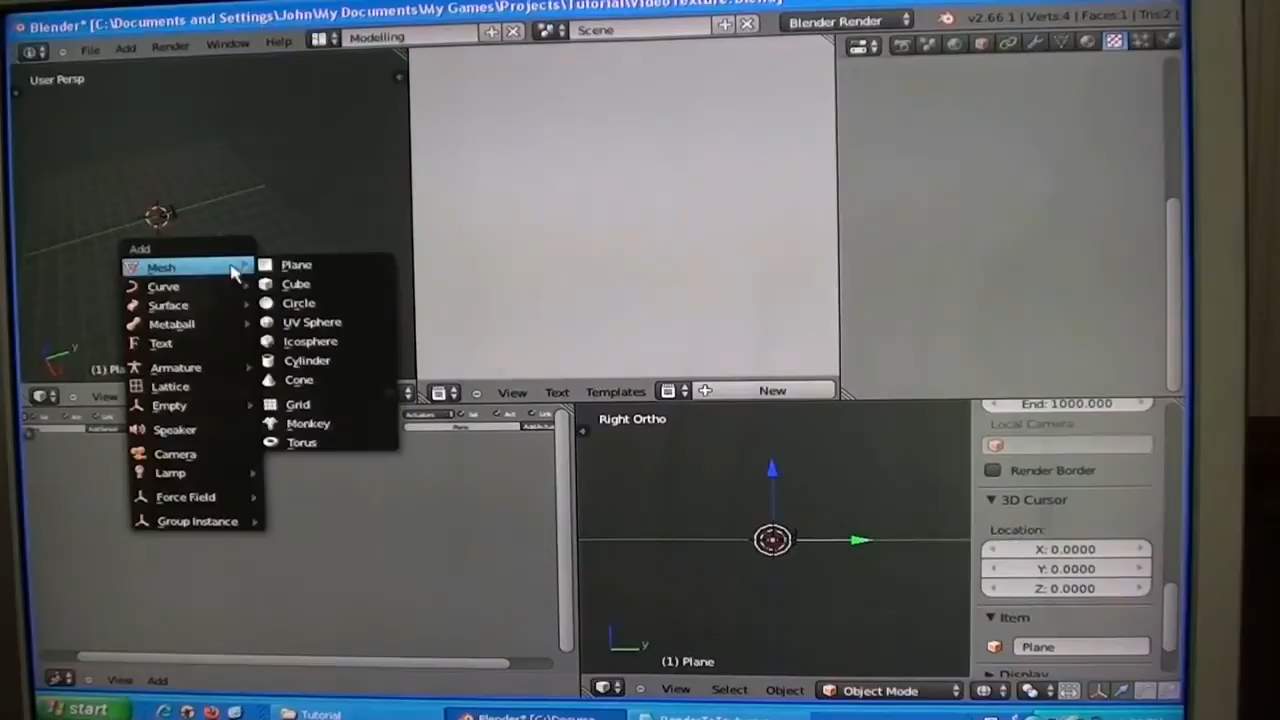 Blender* [C:\Documents and Settings\John\My Documents\My Games\Projects\Tutorial\VideoTexture.blend]
File Add Render Window Help Modelling Scene Blender Render v2.66.1 | Verts:4 | Faces:1 | Tris:2 |
User Persp
Add
Mesh
Curve
Surface
Metaball
Text
Armature
Lattice
Empty
Speaker
Camera
Lamp
Force Field
Group Instance
Plane
Cube
Circle
UV Sphere
Icosphere
Cylinder
Cone
Grid
Monkey
Torus
y
(1) Pla
View
View Text Templates New
Right Ortho
y
(1) Plane
End: 1000.000
Local Camera
Render Border
3D Cursor
Location:
X: 0.0000
Y: 0.0000
Z: 0.0000
Item
Plane
Display
View Add
View Select Object Object Mode
start Tutorial Blender* [C:\Docume...